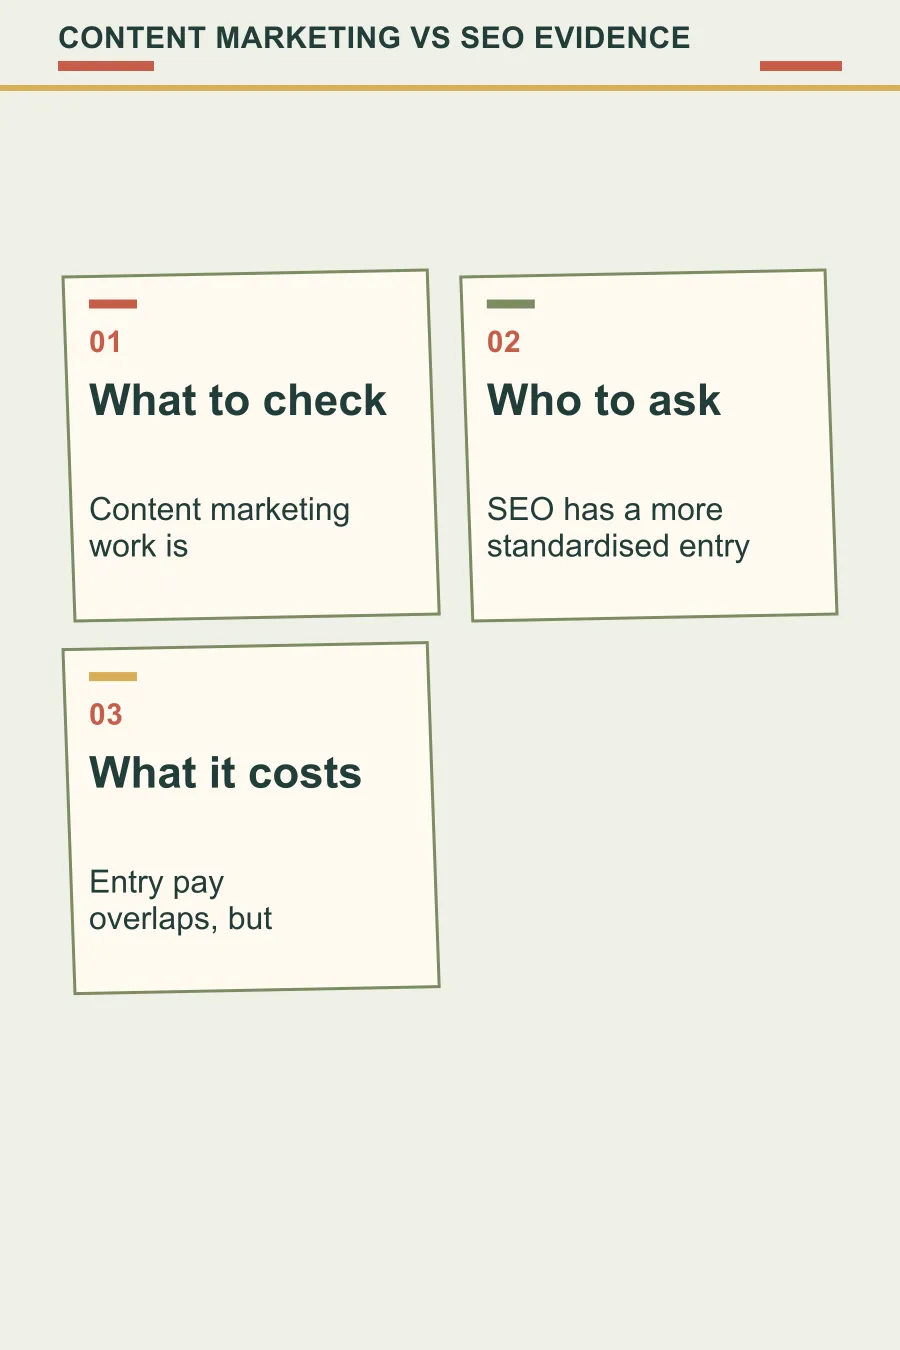 CONTENT MARKETING VS SEO EVIDENCE
01
What to check
Content marketing
work is
02
Who to ask
SEO has a more
standardised entry
03
What it costs
Entry pay
overlaps, but